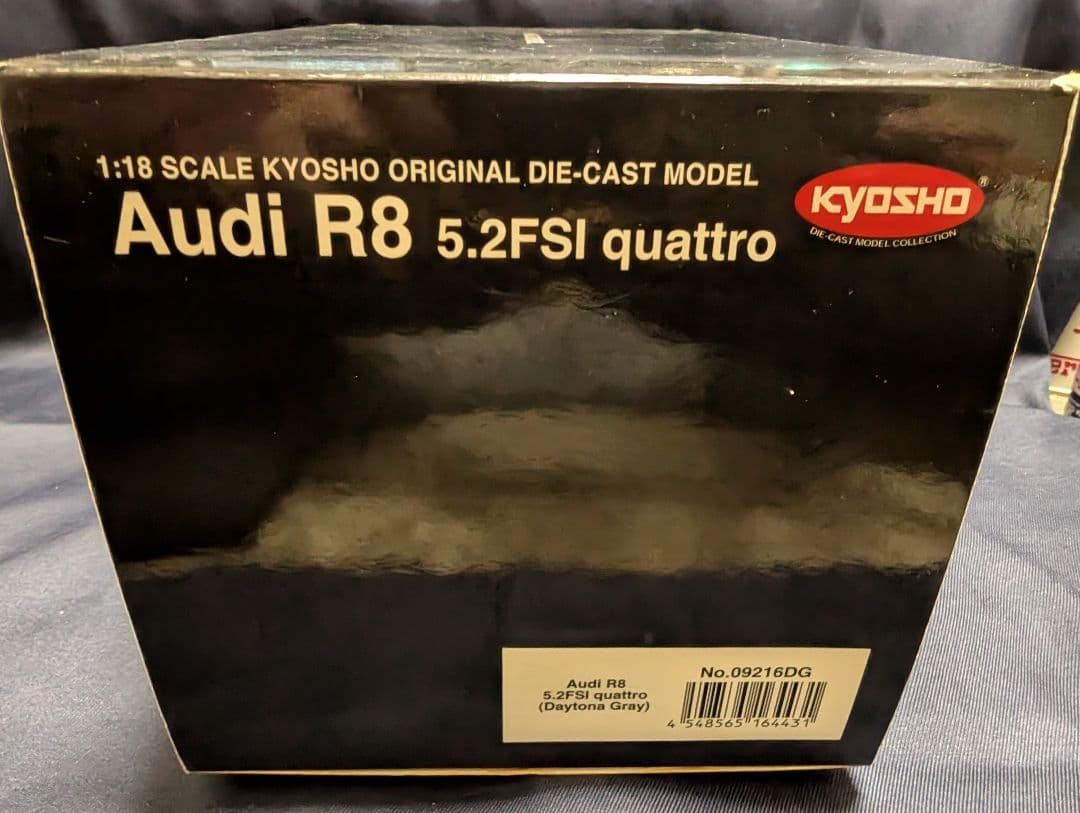 1:18 SCALE KYOSHO ORIGINAL DIE-CAST MODEL
Audi R8 5.2FSI quattro
KYOSHO®
DIE-CAST MODEL COLLECTION
Audi R8
5.2FSI quattro
(Daytona Gray)
No.09216DG
4 548565 164431